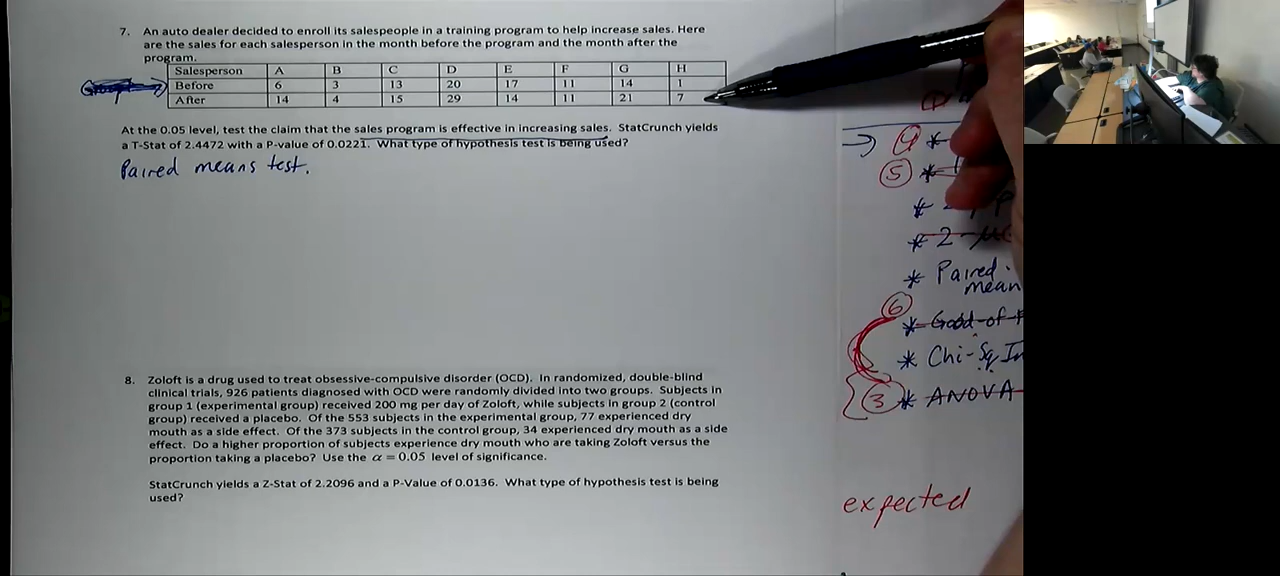 7. An auto dealer decided to enroll its salespeople in a training program to help increase sales. Here
are the sales for each salesperson in the month before the program and the month after the
program.
Salesperson A B C D E F G H
Before 6 3 13 20 17 11 14 1
After 14 4 15 29 14 11 21 7
At the 0.05 level, test the claim that the sales program is effective in increasing sales. StatCrunch yields
a T-Stat of 2.4472 with a P-value of 0.0221. What type of hypothesis test is being used?
Paired means test.
8. Zoloft is a drug used to treat obsessive-compulsive disorder (OCD). In randomized, double-blind
clinical trials, 926 patients diagnosed with OCD were randomly divided into two groups. Subjects in
group 1 (experimental group) received 200 mg per day of Zoloft, while subjects in group 2 (control
group) received a placebo. Of the 553 subjects in the experimental group, 77 experienced dry
mouth as a side effect. Of the 373 subjects in the control group, 34 experienced dry mouth as a side
effect. Do a higher proportion of subjects experience dry mouth who are taking Zoloft versus the
proportion taking a placebo? Use the α = 0.05 level of significance.
StatCrunch yields a Z-Stat of 2.2096 and a P-Value of 0.0136. What type of hypothesis test is being
used?
→ 4 *
5 *
*
* 2 -
* Paired
mean
6
* Good-of-F
* Chi-Sq In
3 * ANOVA
expected